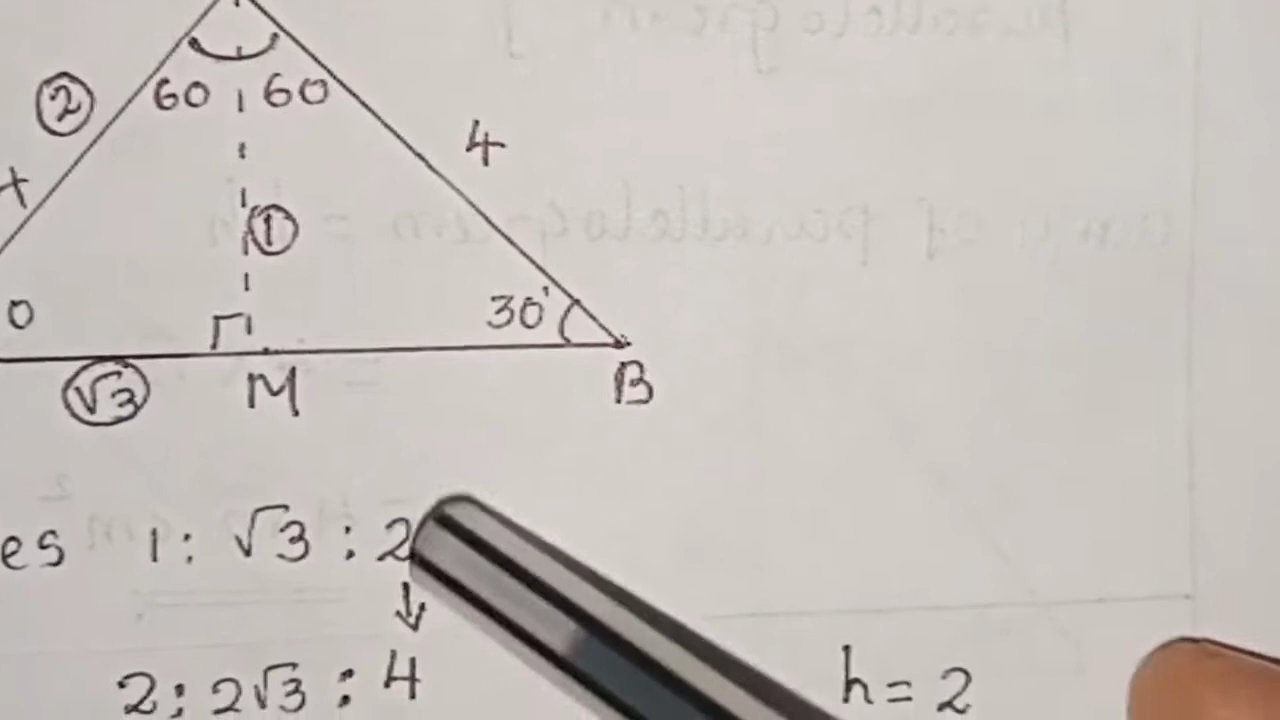 ② 60 60
4
①
0 30°
√3 M B
es 1 : √3 : 2
↓
2 : 2√3 : 4 h = 2